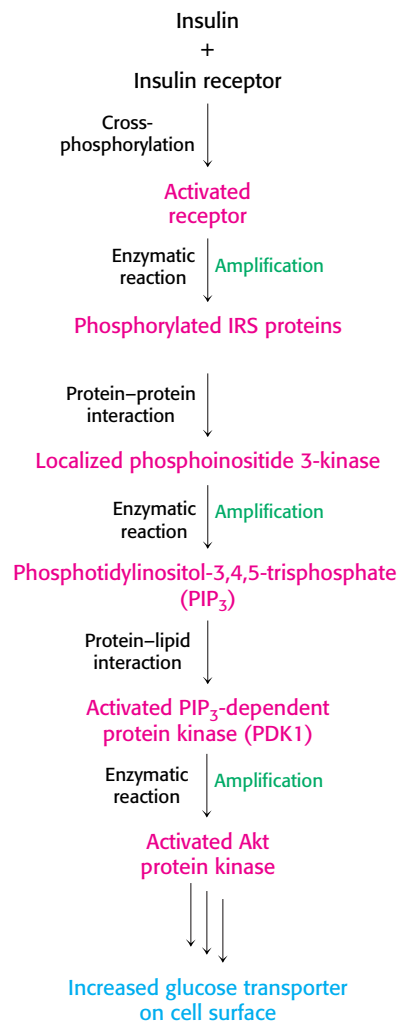 Insulin
+
Insulin receptor
Cross-
phosphorylation
Activated
receptor
Enzymatic
reaction
Amplification
Phosphorylated IRS proteins
Protein–protein
interaction
Localized phosphoinositide 3-kinase
Enzymatic
reaction
Amplification
Phosphotidylinositol-3,4,5-trisphosphate
(PIP₃)
Protein–lipid
interaction
Activated PIP₃-dependent
protein kinase (PDK1)
Enzymatic
reaction
Amplification
Activated Akt
protein kinase
Increased glucose transporter
on cell surface